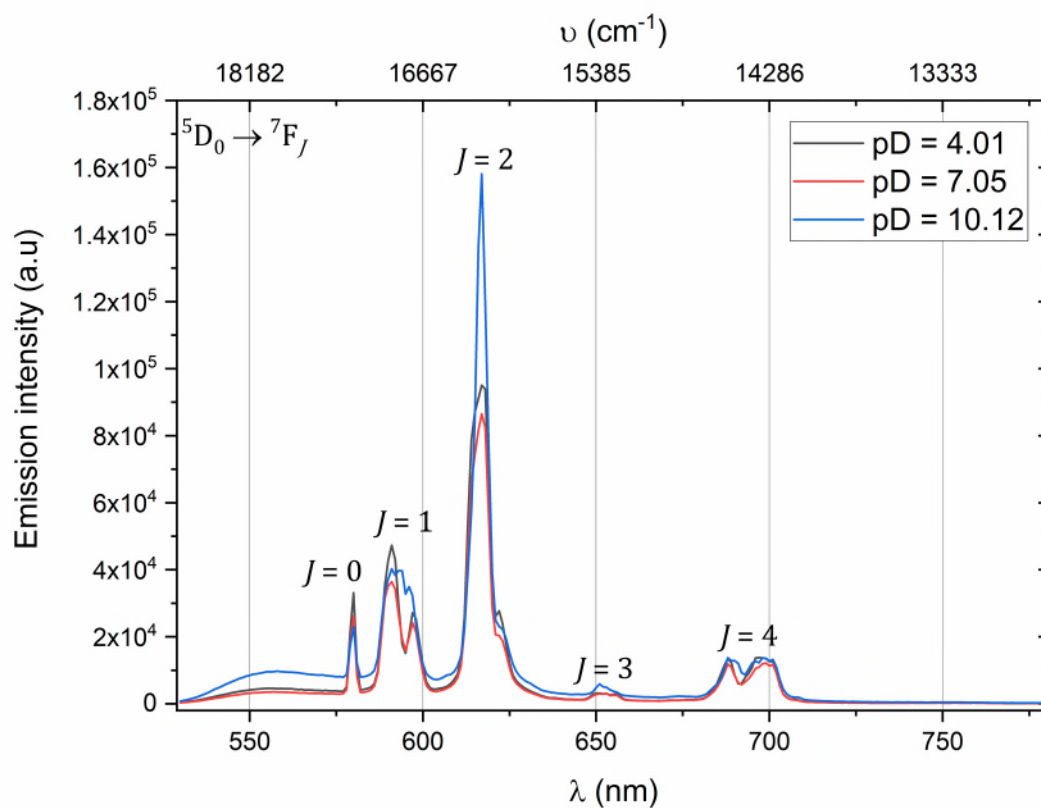 υ (cm⁻¹)
18182 16667 15385 14286 13333
1.8x10⁵
1.6x10⁵
1.4x10⁵
1.2x10⁵
1x10⁵
8x10⁴
6x10⁴
4x10⁴
2x10⁴
0
Emission intensity (a.u)
⁵D₀ → ⁷F_J
J = 2
J = 1
J = 0
J = 3
J = 4
pD = 4.01
pD = 7.05
pD = 10.12
550 600 650 700 750
λ (nm)